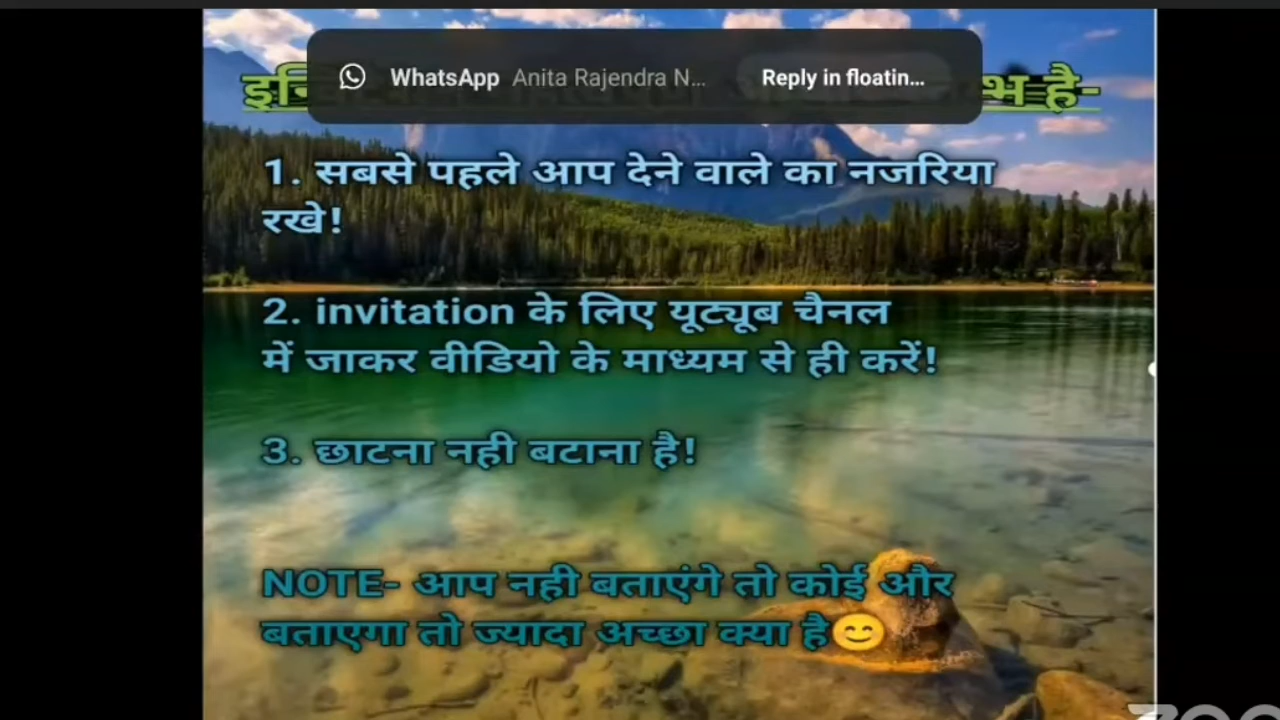 WhatsApp Anita Rajendra N... Reply in floatin...
है-
1. सबसे पहले आप देने वाले का नजरिया
रखे!
2. invitation के लिए यूट्यूब चैनल
में जाकर वीडियो के माध्यम से ही करें!
3. छाटना नही बटाना है!
NOTE- आप नही बताएंगे तो कोई और
बताएगा तो ज्यादा अच्छा क्या है😊